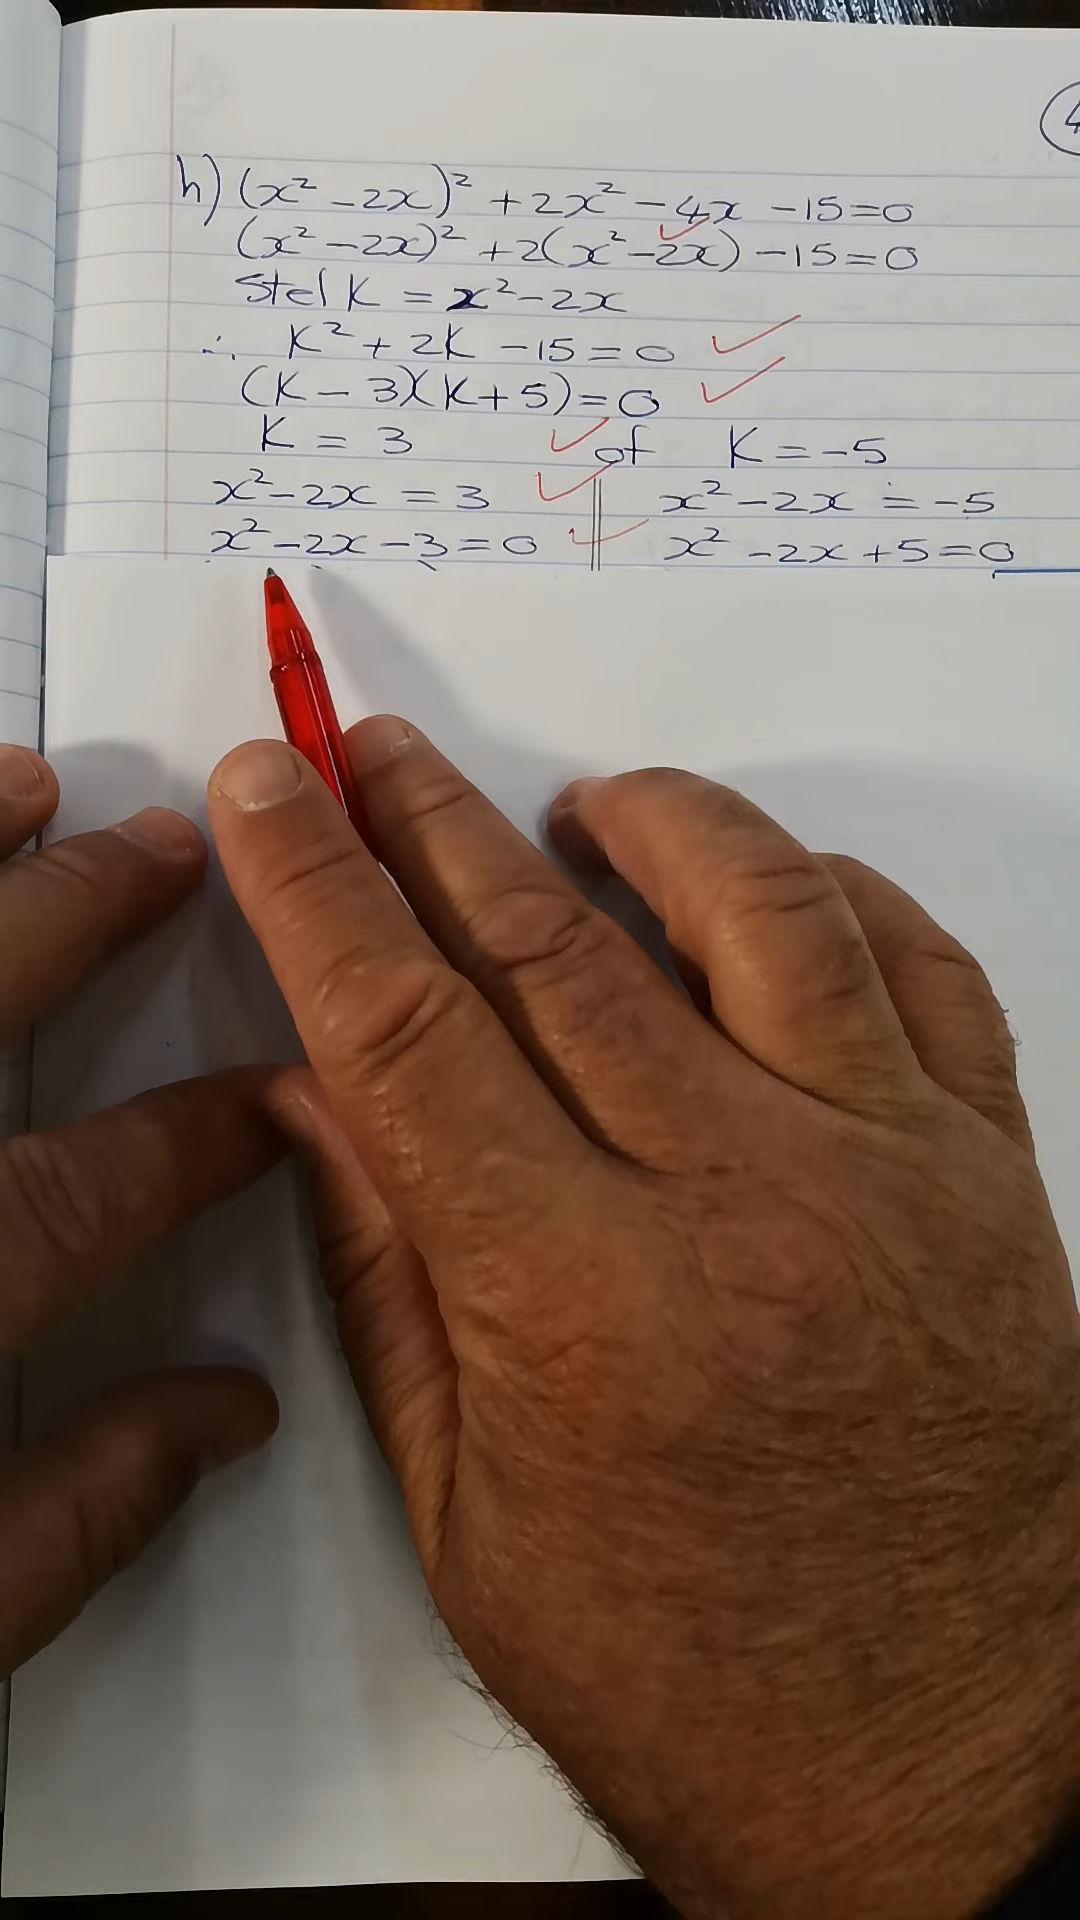 4
h) (x² - 2x)² + 2x² - 4x - 15 = 0
(x² - 2x)² + 2(x² - 2x) - 15 = 0
Stel K = x² - 2x
∴ K² + 2K - 15 = 0
(K - 3)(K + 5) = 0
K = 3 of K = -5
x² - 2x = 3 x² - 2x = -5
x² - 2x - 3 = 0 x² - 2x + 5 = 0